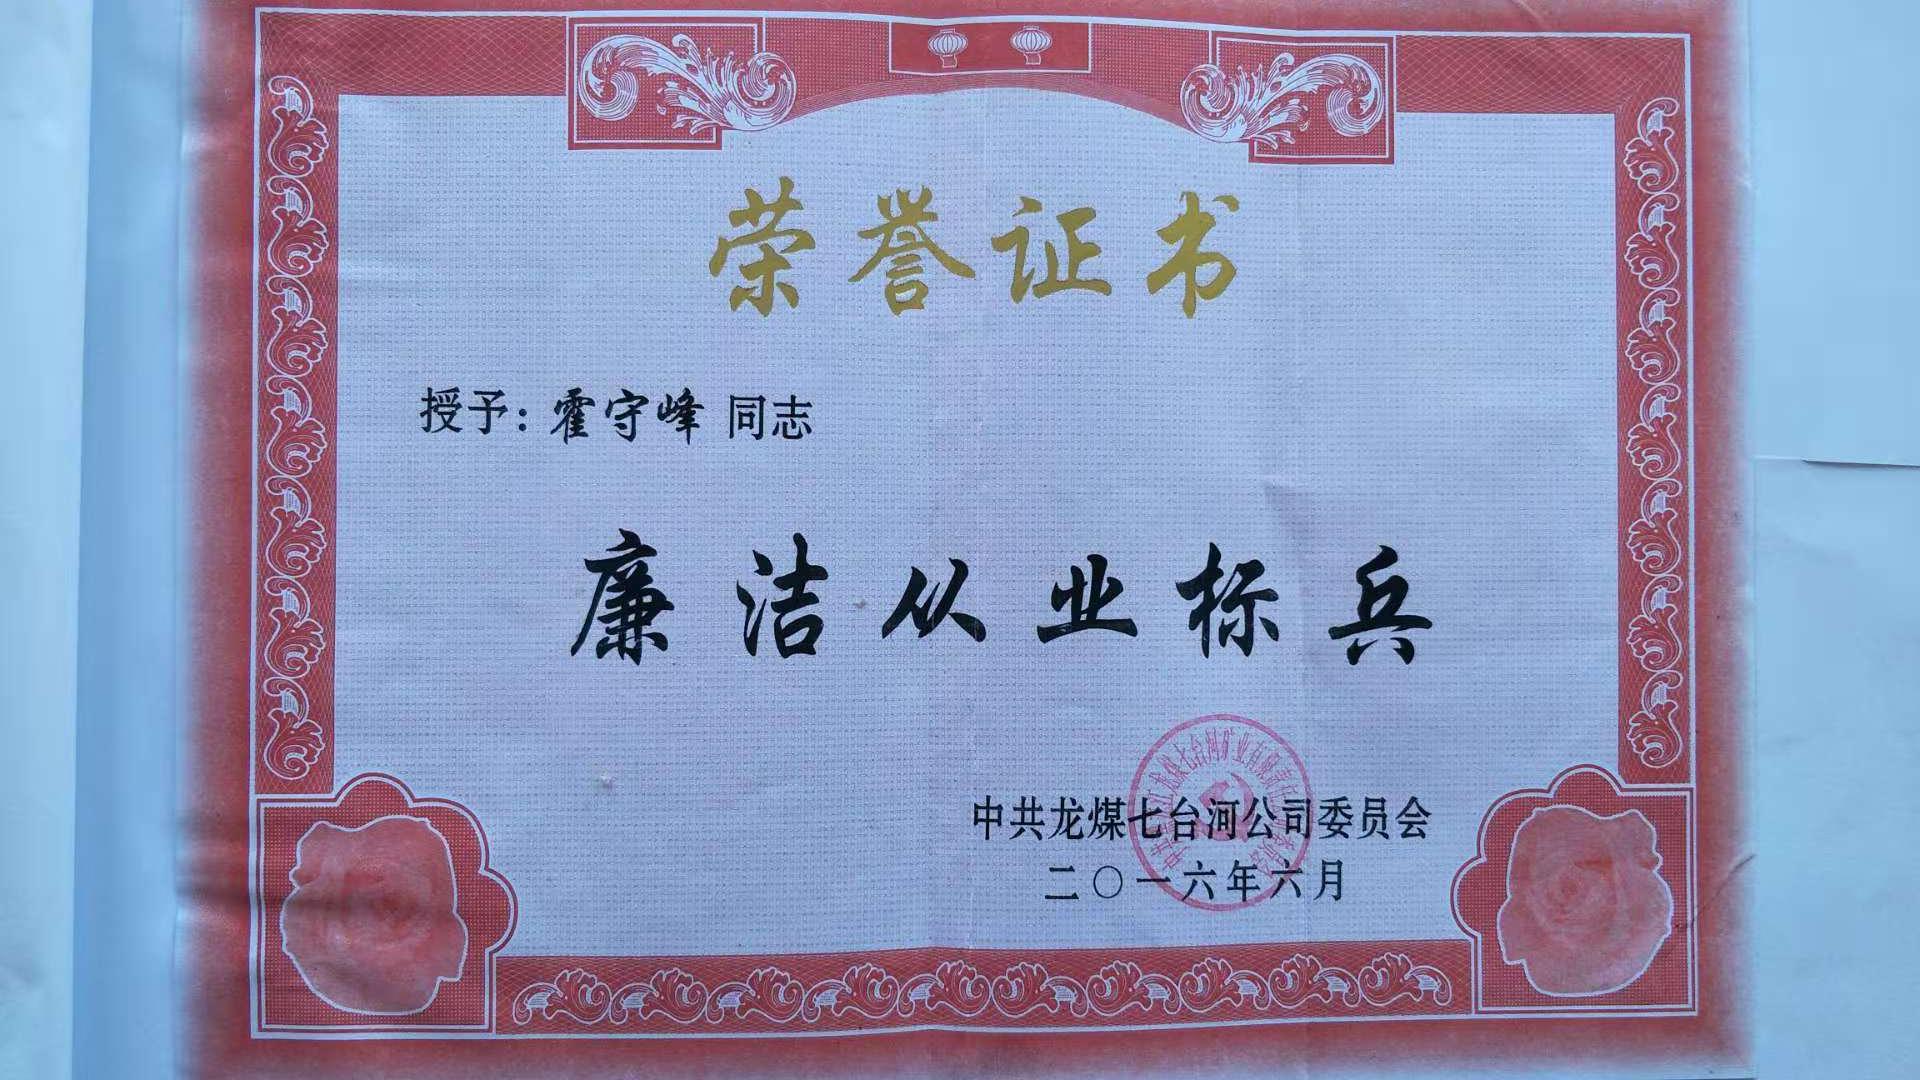 荣誉证书
授予：霍守峰 同志
廉洁从业标兵
中共龙煤七台河公司委员会
二〇一六年六月